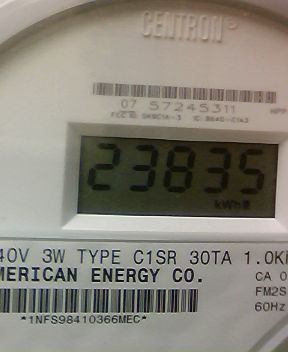 CENTRON®
07 57245311
23835
kWh
40V 3W TYPE C1SR 30TA 1.0K
MERICAN ENERGY CO.
CA 0
FM2S
60Hz
*1NFS98410366MEC*